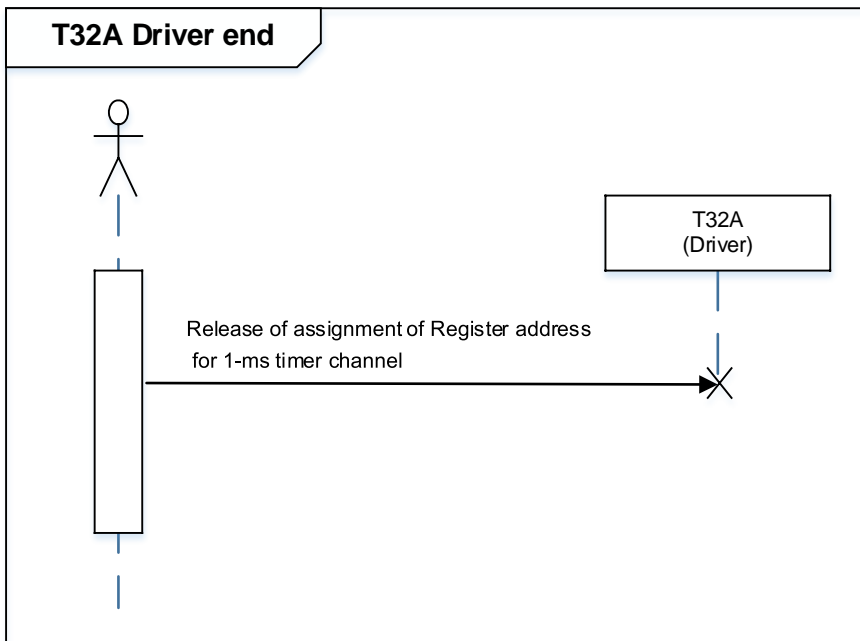 T32A Driver end
T32A
(Driver)
Release of assignment of Register address
for 1-ms timer channel